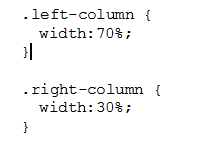 .left-column {
  width:70%;
}

.right-column {
  width:30%;
}